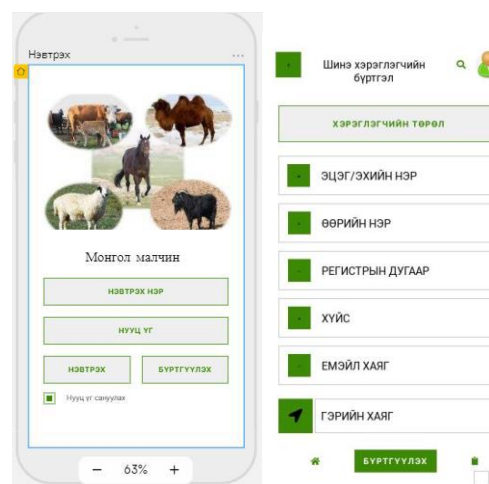 Нэвтрэх
...
Монгол малчин
НЭВТРЭХ НЭР
НУУЦ ҮГ
НЭВТРЭХ
БҮРТГҮҮЛЭХ
Нууц үг сануулах
− 63% +
Шинэ хэрэглэгчийн
бүртгэл
ХЭРЭГЛЭГЧИЙН ТӨРӨЛ
ЭЦЭГ/ЭХИЙН НЭР
ӨӨРИЙН НЭР
РЕГИСТРЫН ДУГААР
ХҮЙС
ЕМЭЙЛ ХАЯГ
ГЭРИЙН ХАЯГ
БҮРТГҮҮЛЭХ